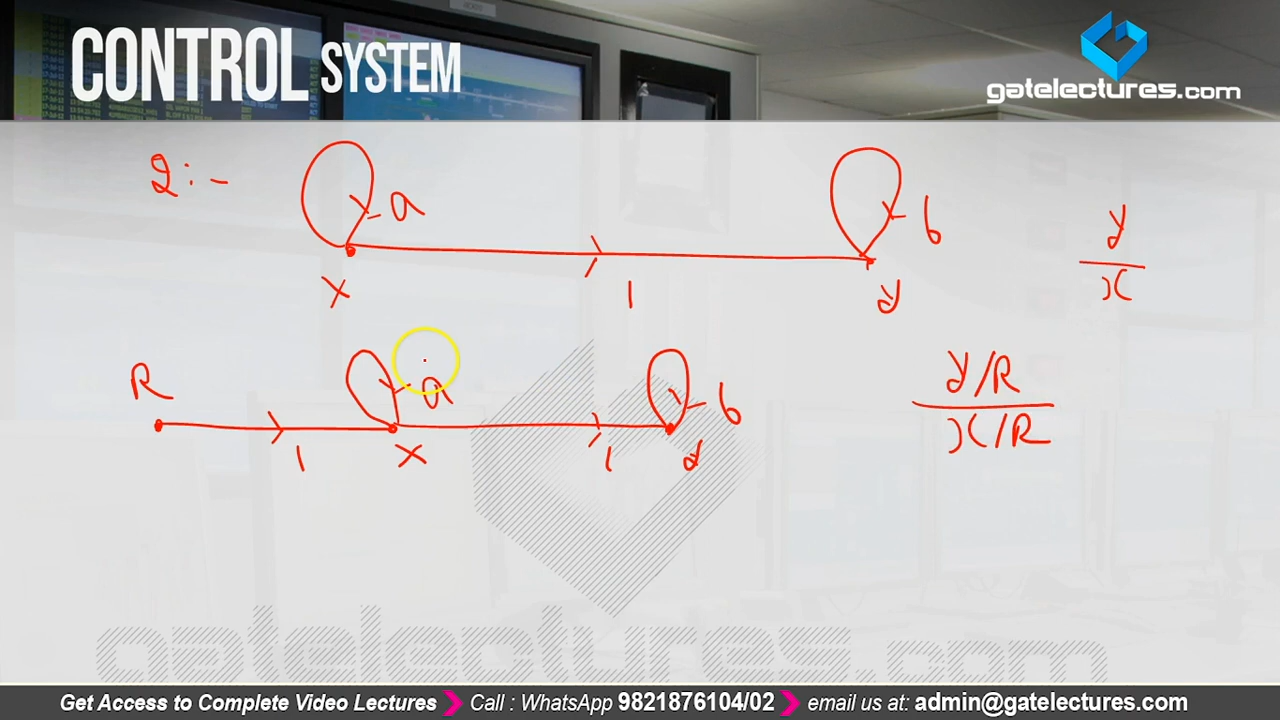 CONTROL SYSTEM
gatelectures.com
2:-
a
b
y
x
x
1
y
R
a
b
y/R
x/R
1
x
1
y
gatelectures.com
Get Access to Complete Video Lectures Call : WhatsApp 9821876104/02 email us at: admin@gatelectures.com